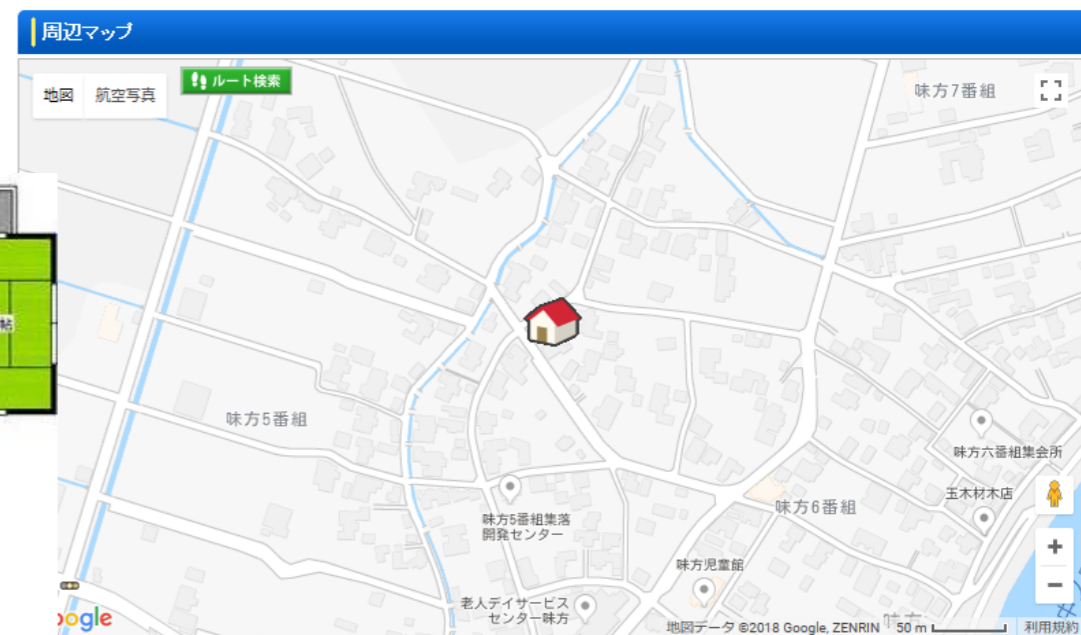 周辺マップ
地図
航空写真
ルート検索
味方7番組
帖
味方5番組
味方六番組集会所
玉木材木店
味方6番組
味方5番組集落
開発センター
味方児童館
老人デイサービス
センター味方
味方
oogle
地図データ ©2018 Google, ZENRIN
50 m
利用規約